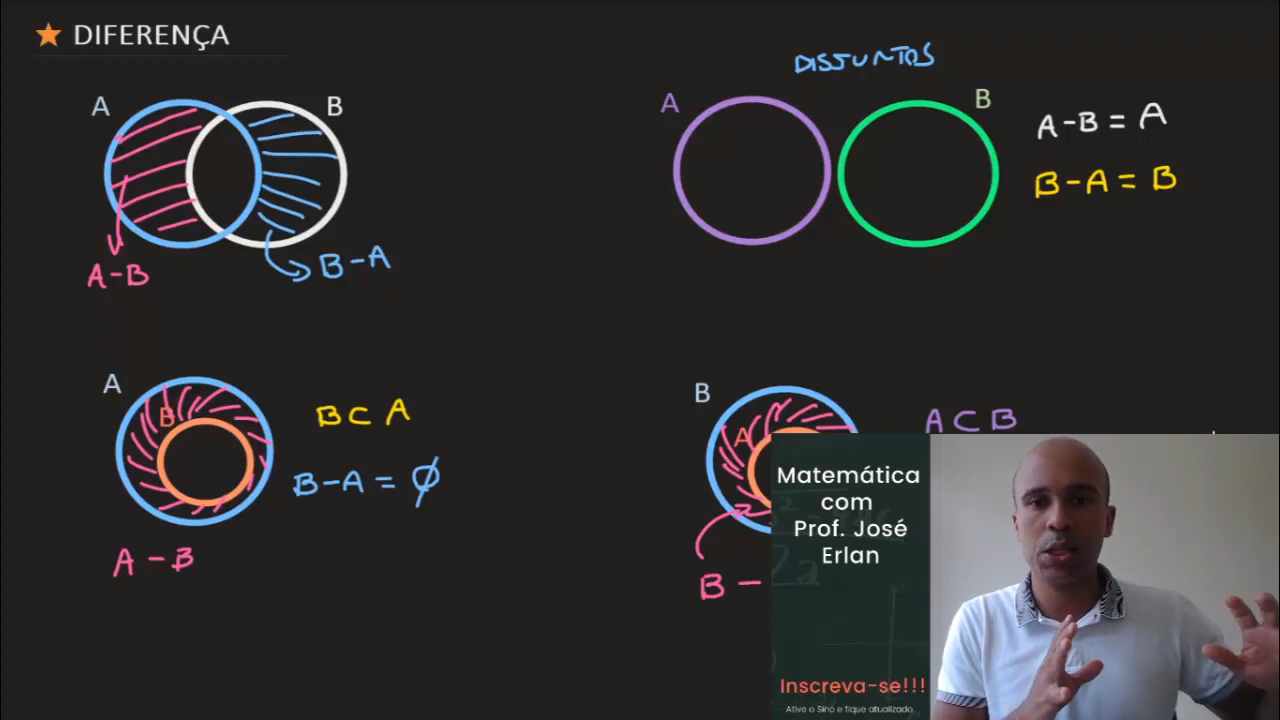 DIFERENÇA
A
B
A-B
B-A
DISJUNTOS
A
B
A-B = A
B-A = B
A
B
B⊂A
B-A = ∅
A-B
B
A
A⊂B
B-
Matemática
com
Prof. José
Erlan
Inscreva-se!!!
Ative o Sino e fique atualizado.